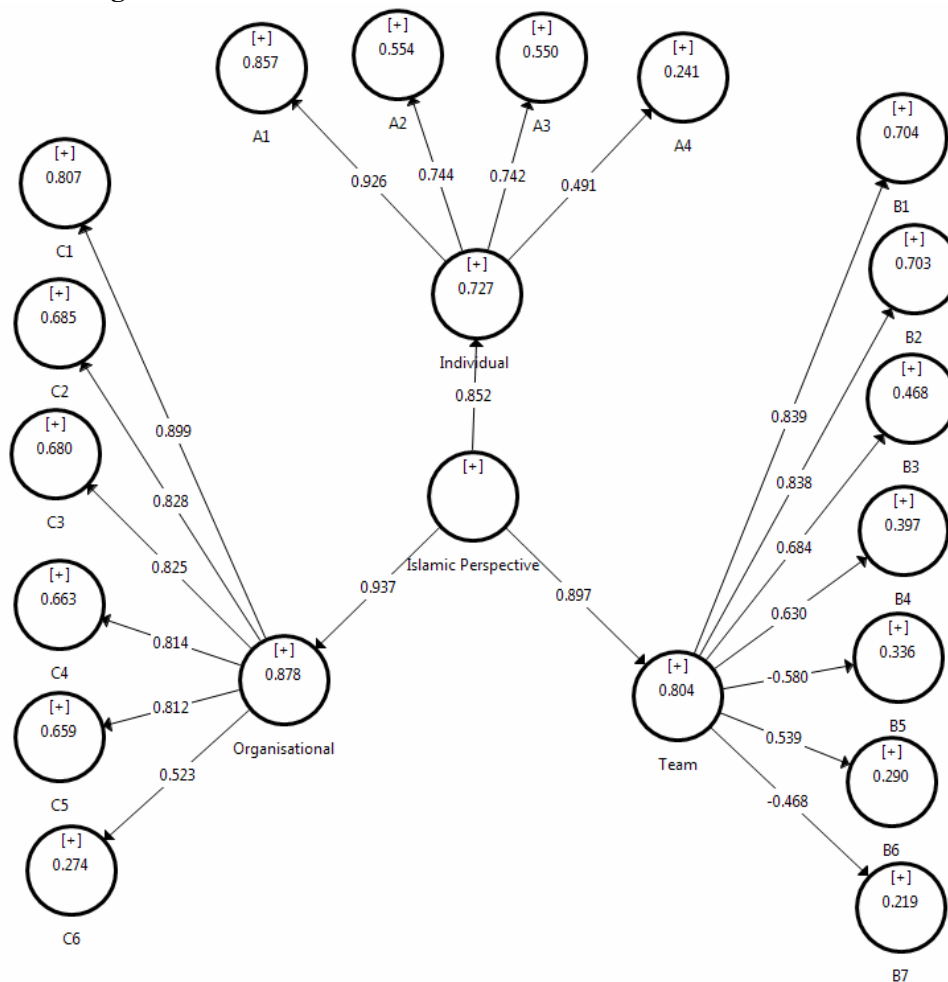 [+]
0.857
A1
[+]
0.554
A2
[+]
0.550
A3
[+]
0.241
A4
0.926
0.744
0.742
0.491
[+]
0.727
Individual
0.852
[+]
Islamic Perspective
0.937
0.897
[+]
0.807
C1
[+]
0.685
C2
[+]
0.680
C3
[+]
0.663
C4
[+]
0.659
C5
[+]
0.274
C6
0.899
0.828
0.825
0.814
0.812
0.523
[+]
0.878
Organisational
[+]
0.804
Team
0.839
0.838
0.684
0.630
-0.580
0.539
-0.468
[+]
0.704
B1
[+]
0.703
B2
[+]
0.468
B3
[+]
0.397
B4
[+]
0.336
B5
[+]
0.290
B6
[+]
0.219
B7